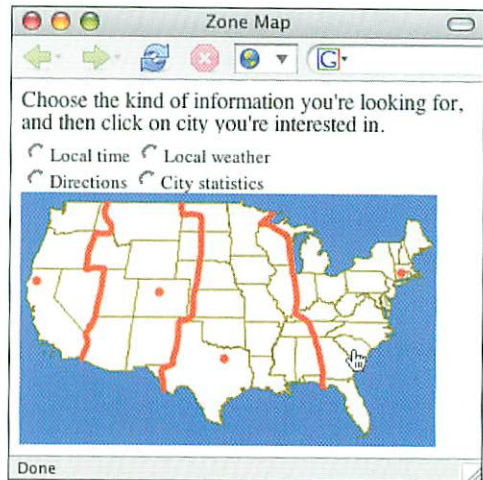 Zone Map
G
Choose the kind of information you're looking for,
and then click on city you're interested in.
Local time Local weather
Directions City statistics
Done